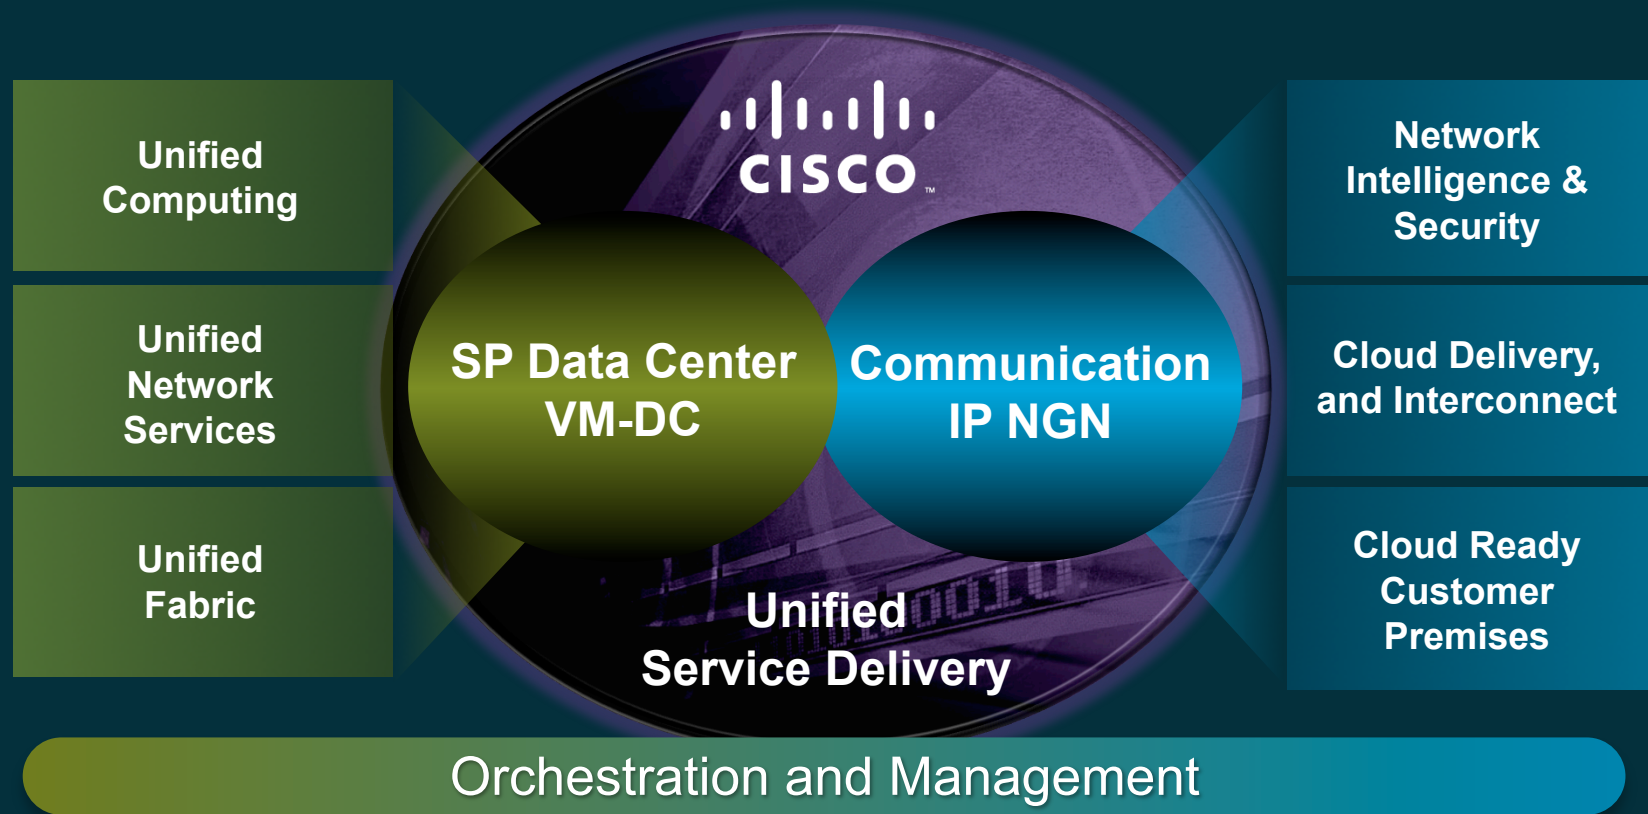 Unified
Computing
Unified
Network
Services
Unified
Fabric
CISCO™
SP Data Center
VM-DC
Communication
IP NGN
Unified
Service Delivery
Network
Intelligence &
Security
Cloud Delivery,
and Interconnect
Cloud Ready
Customer
Premises
Orchestration and Management